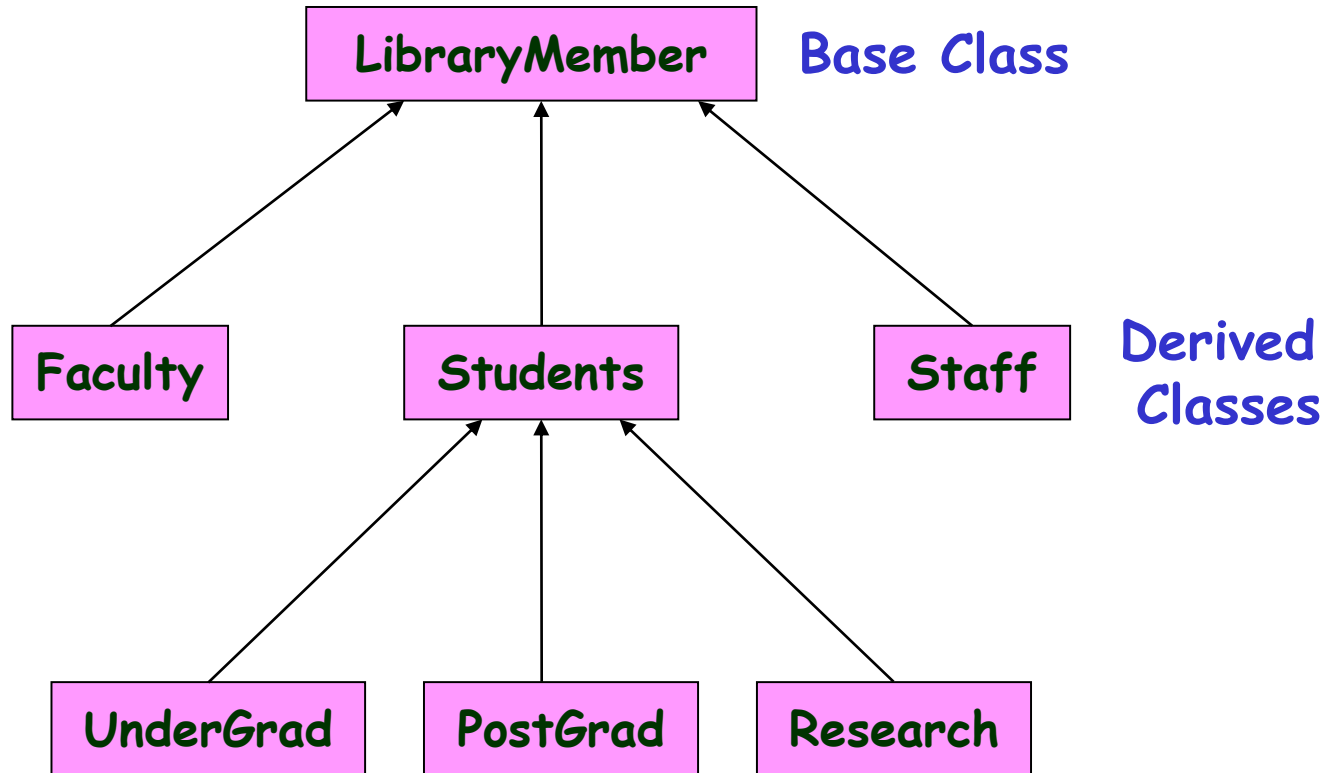 LibraryMember
Base Class
Faculty
Students
Staff
Derived
Classes
UnderGrad
PostGrad
Research